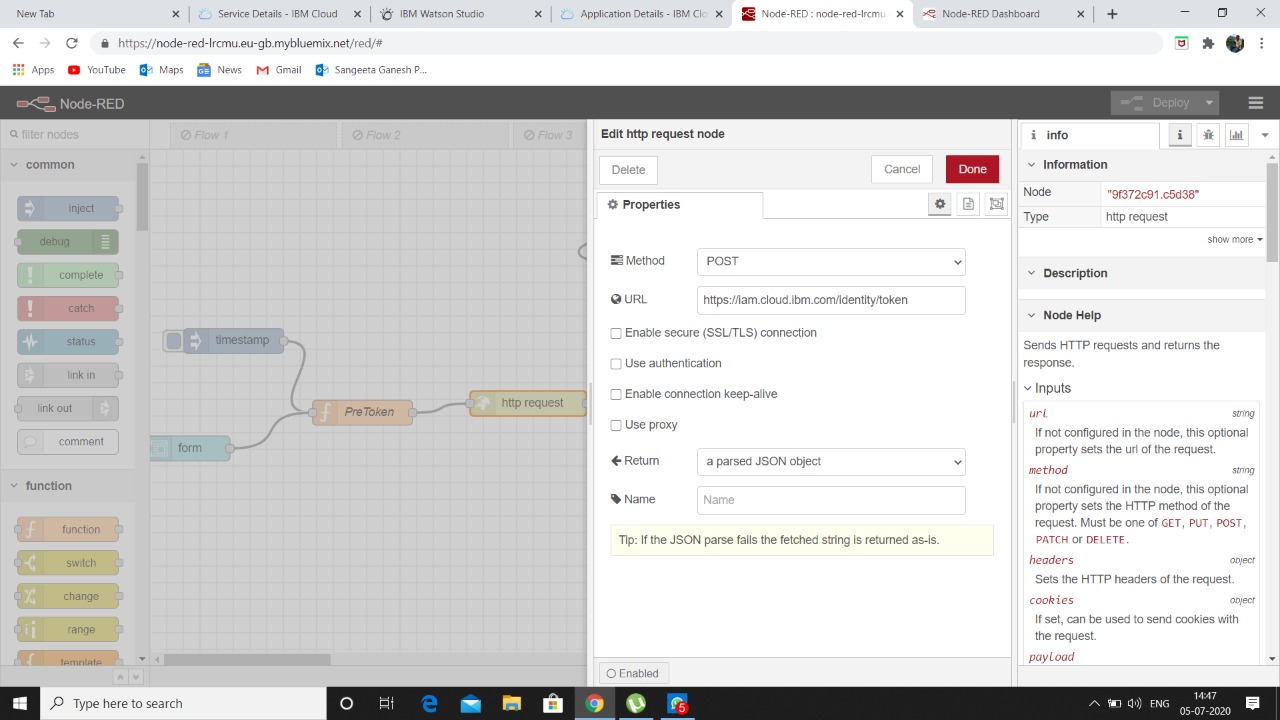 New Tab
Service Details - IBM Cloud
IBM Watson Studio
Application Details - IBM Clo
Node-RED : node-red-lrcmu.
Node-RED Dashboard
https://node-red-lrcmu.eu-gb.mybluemix.net/red/#
Apps
YouTube
Maps
News
Gmail
Sangeeta Ganesh P...
Node-RED
Deploy
filter nodes
common
inject
debug
complete
catch
status
link in
link out
comment
function
function
switch
change
range
template
Flow 1
Flow 2
Flow 3
timestamp
form
PreToken
http request
Edit http request node
Delete
Cancel
Done
Properties
Method
POST
URL
https://iam.cloud.ibm.com/identity/token
Enable secure (SSL/TLS) connection
Use authentication
Enable connection keep-alive
Use proxy
Return
a parsed JSON object
Name
Name
Tip: If the JSON parse fails the fetched string is returned as-is.
Enabled
info
Information
Node
"9f372c91.c5d38"
Type
http request
show more
Description
Node Help
Sends HTTP requests and returns the
response.
Inputs
url string
If not configured in the node, this optional
property sets the url of the request.
method string
If not configured in the node, this optional
property sets the HTTP method of the
request. Must be one of GET, PUT, POST,
PATCH or DELETE.
headers object
Sets the HTTP headers of the request.
cookies object
If set, can be used to send cookies with
the request.
payload
Type here to search
5
ENG
14:47
05-07-2020